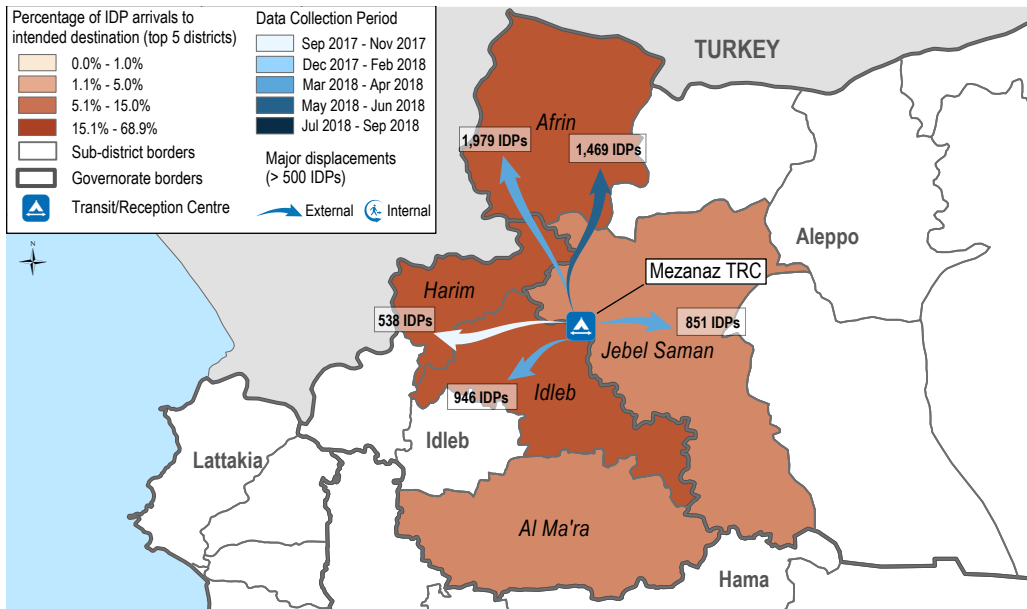 Percentage of IDP arrivals to
intended destination (top 5 districts)
0.0% - 1.0%
1.1% - 5.0%
5.1% - 15.0%
15.1% - 68.9%
Sub-district borders
Governorate borders
Transit/Reception Centre
Data Collection Period
Sep 2017 - Nov 2017
Dec 2017 - Feb 2018
Mar 2018 - Apr 2018
May 2018 - Jun 2018
Jul 2018 - Sep 2018
Major displacements
(> 500 IDPs)
External
Internal
N
TURKEY
Afrin
1,979 IDPs
1,469 IDPs
Aleppo
Mezanaz TRC
Harim
538 IDPs
851 IDPs
Jebel Saman
946 IDPs
Idleb
Idleb
Lattakia
Al Ma'ra
Hama